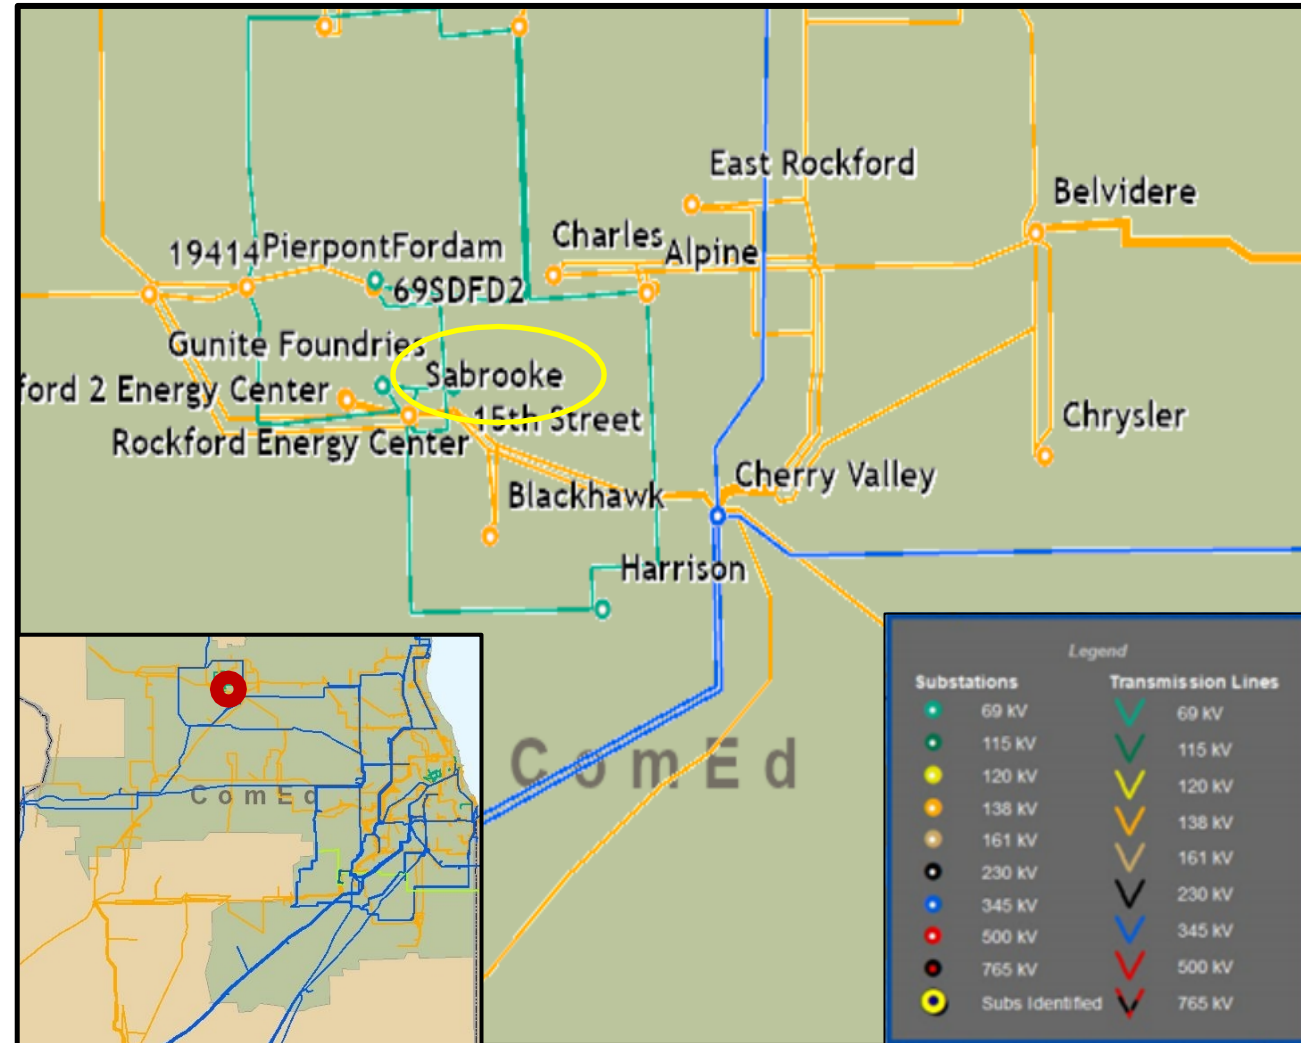 East Rockford
Belvidere
Charles
Alpine
19414
Pierpont
Fordam
69SDFD2
Gunite Foundries
Sabrooke
ford 2 Energy Center
15th Street
Rockford Energy Center
Chrysler
Cherry Valley
Blackhawk
Harrison
ComEd
ComEd
Legend
Substations
Transmission Lines
69 kV
69 kV
115 kV
115 kV
120 kV
120 kV
138 kV
138 kV
161 kV
161 kV
230 kV
230 kV
345 kV
345 kV
500 kV
500 kV
765 kV
Subs Identified
765 kV